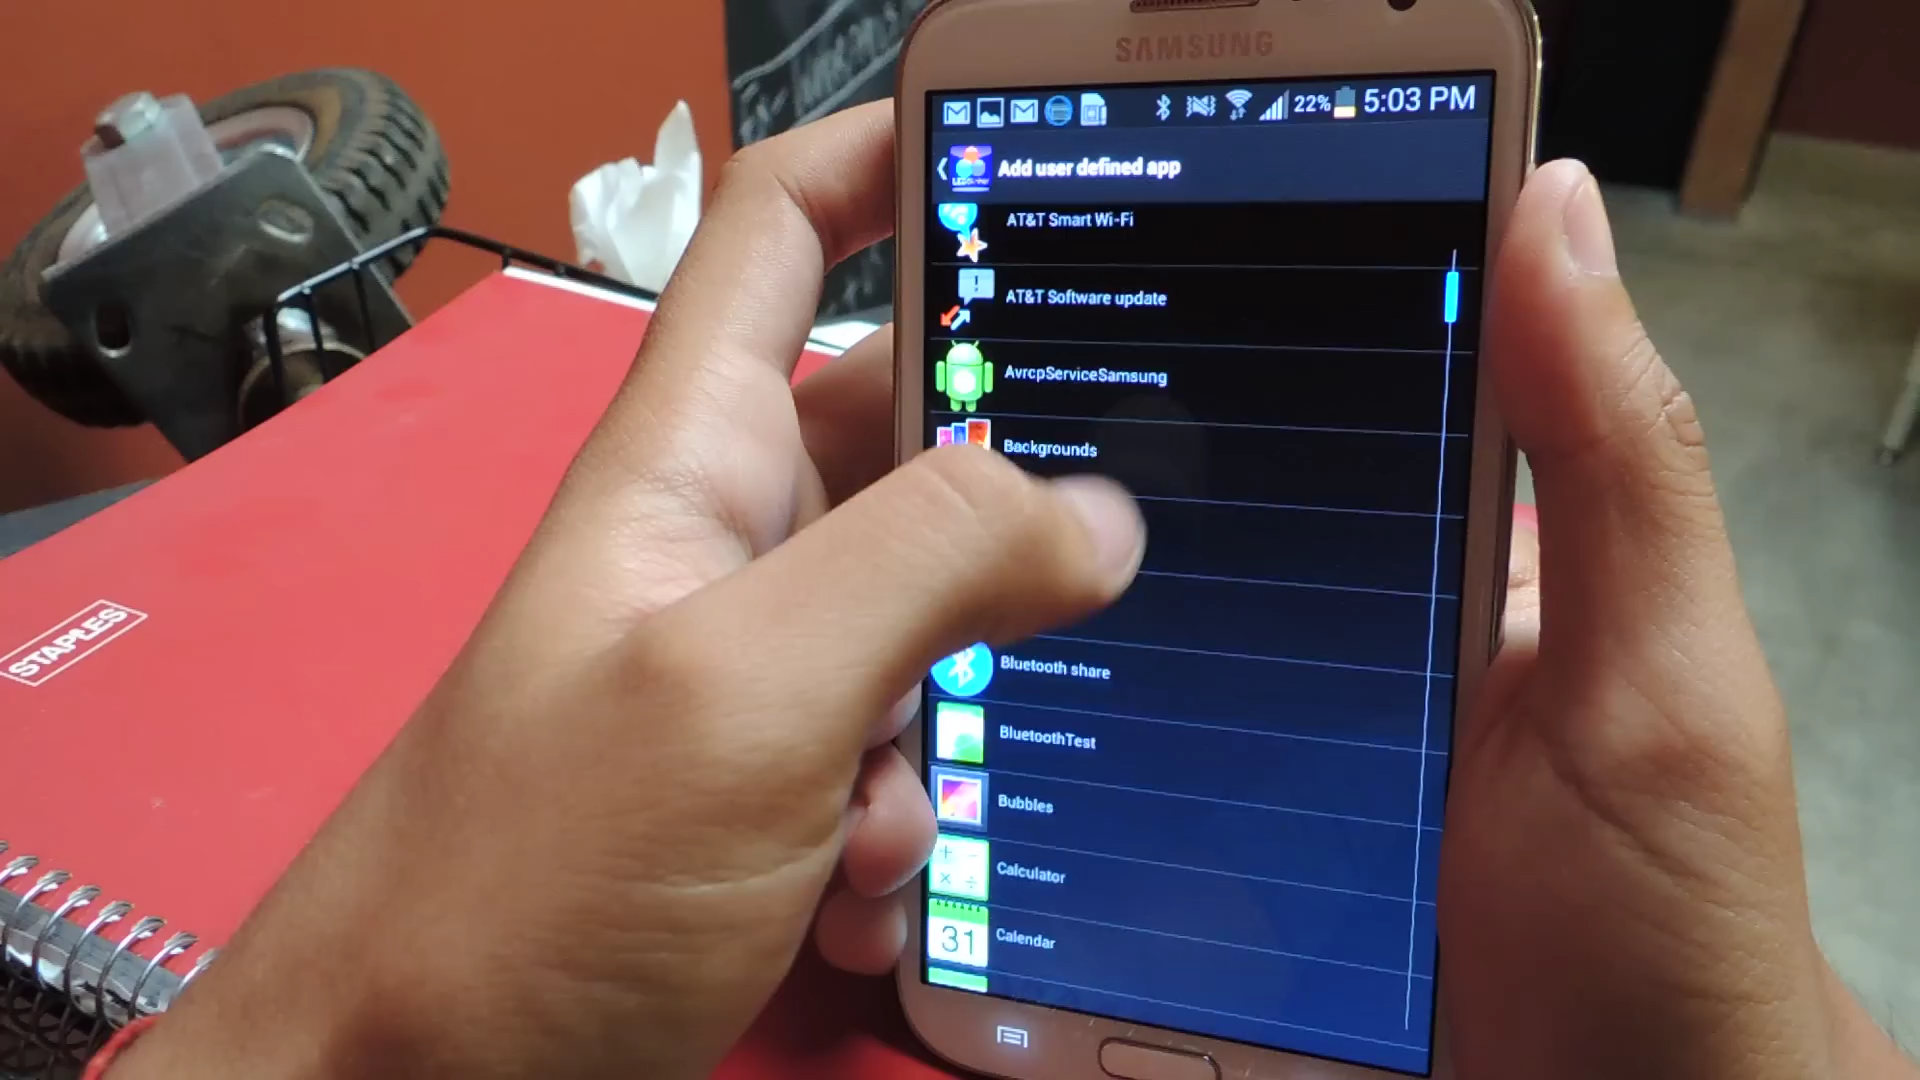 SAMSUNG
22% 5:03 PM
Add user defined app
AT&T Smart Wi-Fi
AT&T Software update
AvrcpServiceSamsung
Backgrounds
Bluetooth share
BluetoothTest
Bubbles
Calculator
31 Calendar
STAPLES